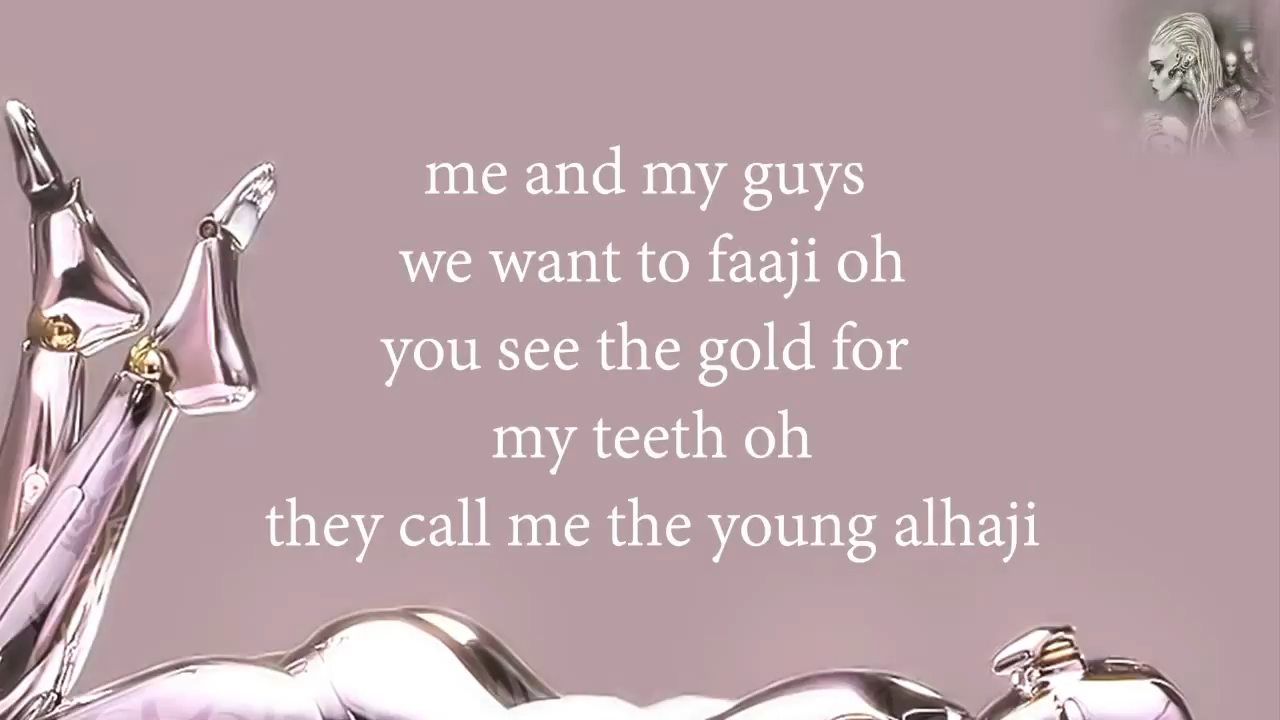 me and my guys
we want to faaji oh
you see the gold for
my teeth oh
they call me the young alhaji